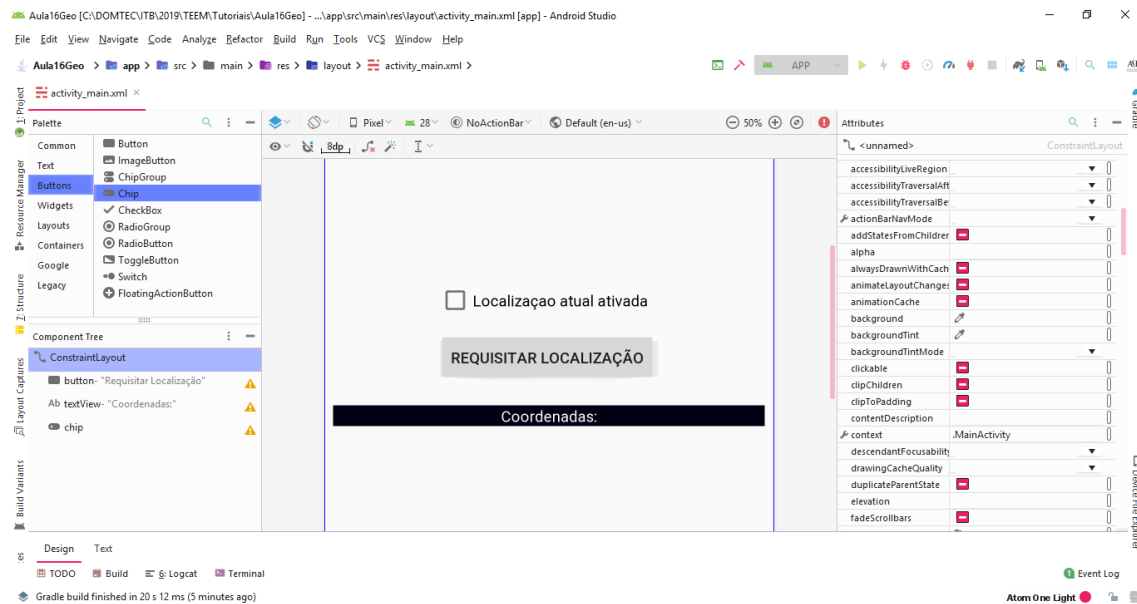 Aula16Geo [C:\DOMTEC\ITB\2019\TEEM\Tutoriais\Aula16Geo] - ...\app\src\main\res\layout\activity_main.xml [app] - Android Studio
File Edit View Navigate Code Analyze Refactor Build Run Tools VCS Window Help
Aula16Geo app src main res layout activity_main.xml APP
1: Project
Resource Manager
Z: Structure
Layout Captures
Build Variants
activity_main.xml
Palette
Common
Text
Buttons
Widgets
Layouts
Containers
Google
Legacy
Button
ImageButton
ChipGroup
Chip
CheckBox
RadioGroup
RadioButton
ToggleButton
Switch
FloatingActionButton
Component Tree
ConstraintLayout
button- "Requisitar Localização"
Ab textView- "Coordenadas:"
chip
Pixel 28 NoActionBar Default (en-us) 50%
8dp
Localizaçao atual ativada
REQUISITAR LOCALIZAÇÃO
Coordenadas:
Attributes
<unnamed> ConstraintLayout
accessibilityLiveRegion
accessibilityTraversalAft
accessibilityTraversalBe
actionBarNavMode
addStatesFromChildren
alpha
alwaysDrawnWithCach
animateLayoutChanges
animationCache
background
backgroundTint
backgroundTintMode
clickable
clipChildren
clipToPadding
contentDescription
context .MainActivity
descendantFocusability
drawingCacheQuality
duplicateParentState
elevation
fadeScrollbars
Device File Explorer
Design Text
TODO Build 6: Logcat Terminal Event Log
Gradle build finished in 20 s 12 ms (5 minutes ago) Atom One Light